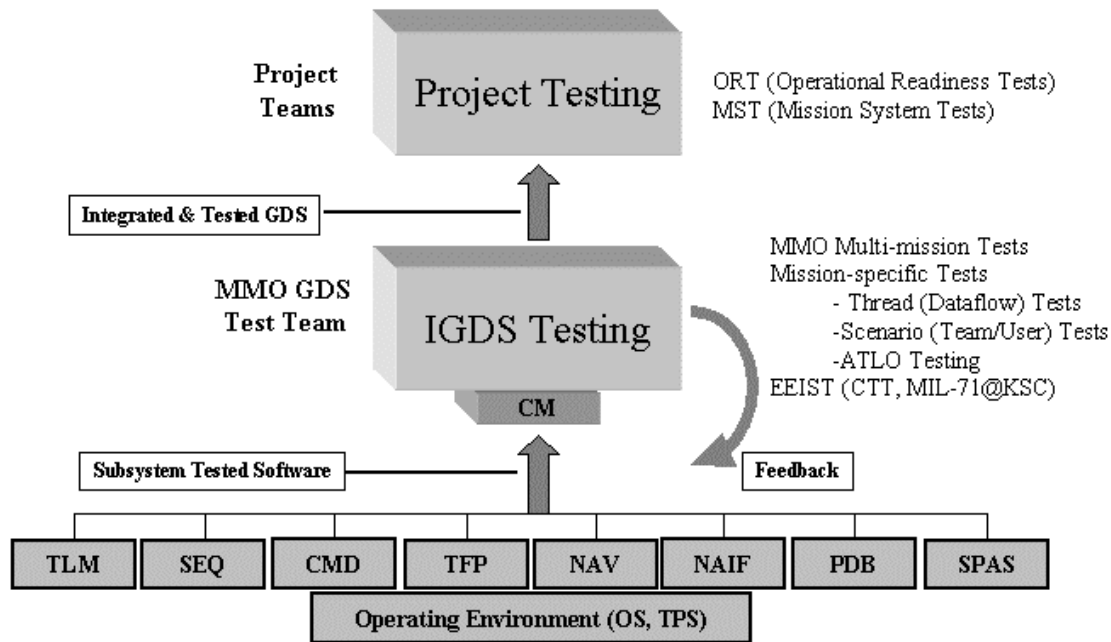 Project
Teams
Project Testing
ORT (Operational Readiness Tests)
MST (Mission System Tests)
Integrated & Tested GDS
MMO GDS
Test Team
IGDS Testing
CM
MMO Multi-mission Tests
Mission-specific Tests
- Thread (Dataflow) Tests
-Scenario (Team/User) Tests
-ATLO Testing
EEIST (CTT, MIL-71@KSC)
Subsystem Tested Software
Feedback
TLM SEQ CMD TFP NAV NAIF PDB SPAS
Operating Environment (OS, TPS)